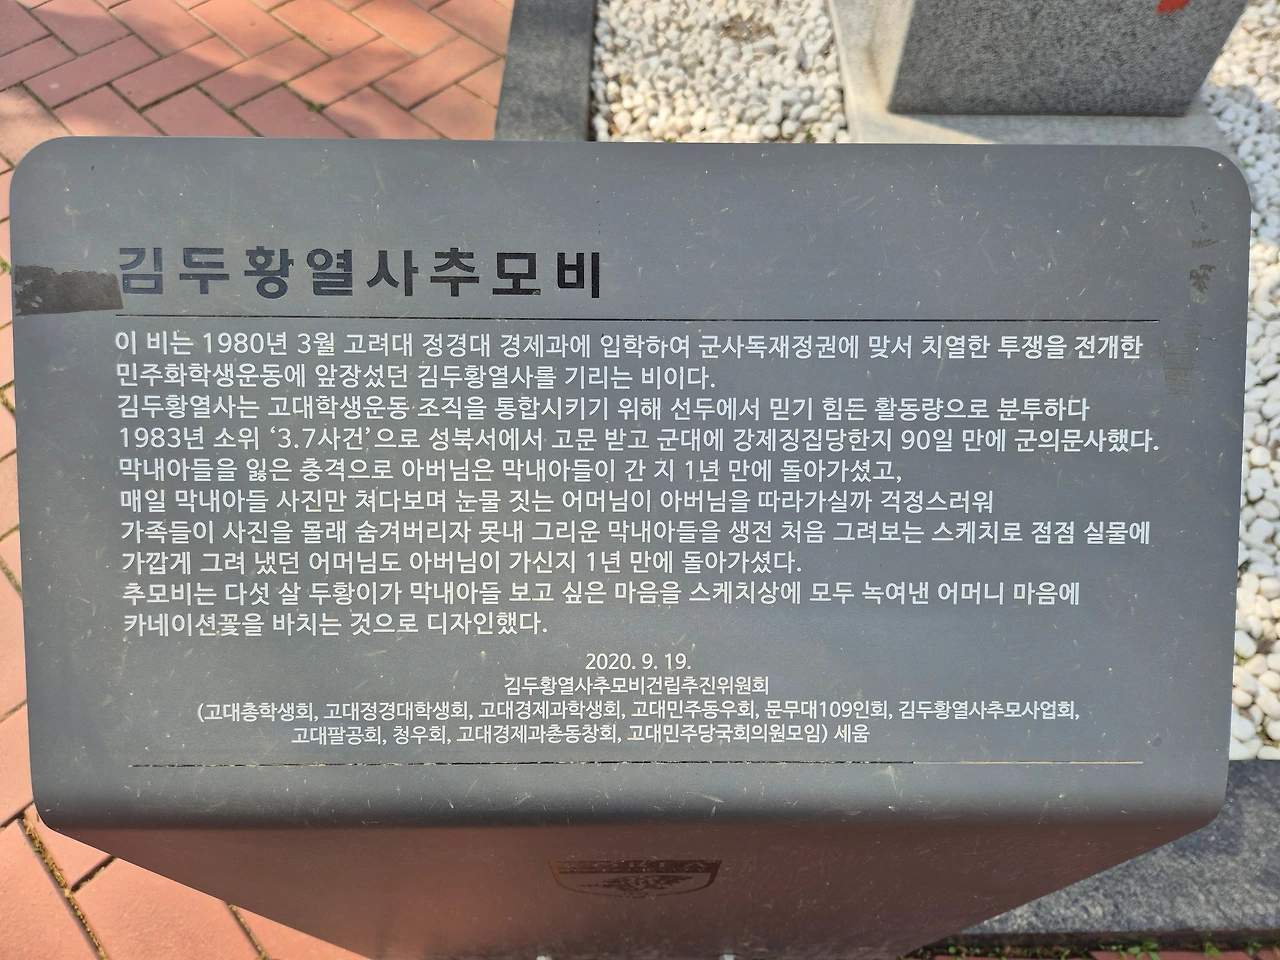 김두황열사추모비
이 비는 1980년 3월 고려대 정경대 경제과에 입학하여 군사독재정권에 맞서 치열한 투쟁을 전개한
민주화학생운동에 앞장섰던 김두황열사를 기리는 비이다.
김두황열사는 고대학생운동 조직을 통합시키기 위해 선두에서 믿기 힘든 활동량으로 분투하다
1983년 소위 ‘3.7사건’으로 성북서에서 고문 받고 군대에 강제징집당한지 90일 만에 군의문사했다.
막내아들을 잃은 충격으로 아버님은 막내아들이 간 지 1년 만에 돌아가셨고,
매일 막내아들 사진만 쳐다보며 눈물 짓는 어머님이 아버님을 따라가실까 걱정스러워
가족들이 사진을 몰래 숨겨버리자 못내 그리운 막내아들을 생전 처음 그려보는 스케치로 점점 실물에
가깝게 그려 냈던 어머님도 아버님이 가신지 1년 만에 돌아가셨다.
추모비는 다섯 살 두황이가 막내아들 보고 싶은 마음을 스케치상에 모두 녹여낸 어머니 마음에
카네이션꽃을 바치는 것으로 디자인했다.
2020. 9. 19.
김두황열사추모비건립추진위원회
(고대총학생회, 고대정경대학생회, 고대경제과학생회, 고대민주동우회, 문무대109인회, 김두황열사추모사업회,
고대팔공회, 청우회, 고대경제과총동창회, 고대민주당국회의원모임) 세움